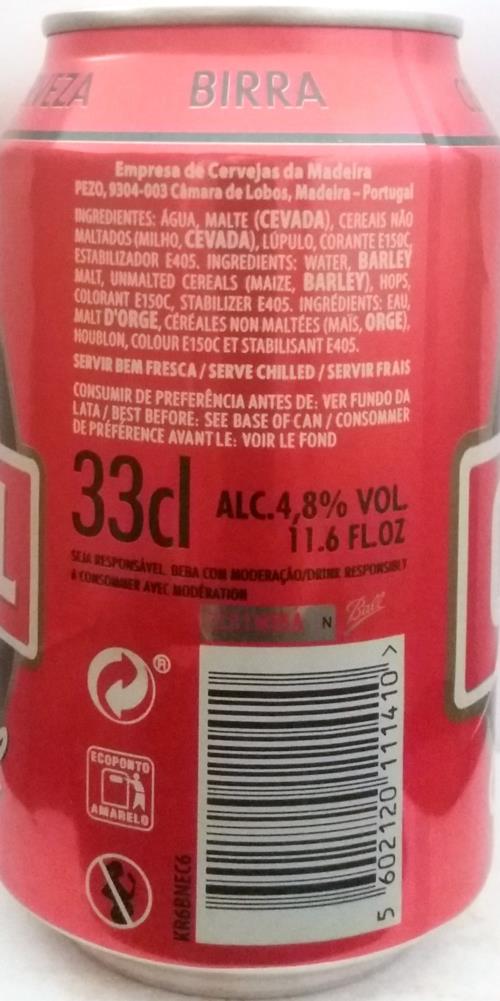 BIRRA
Empresa de Cervejas da Madeira
PEZO, 9304-003 Câmara de Lobos, Madeira – Portugal
INGREDIENTES: ÁGUA, MALTE (CEVADA), CEREAIS NÃO
MALTADOS (MILHO, CEVADA), LÚPULO, CORANTE E150C,
ESTABILIZADOR E405. INGREDIENTS: WATER, BARLEY
MALT, UNMALTED CEREALS (MAIZE, BARLEY), HOPS,
COLORANT E150C, STABILIZER E405. INGRÉDIENTS: EAU,
MALT D'ORGE, CÉRÉALES NON MALTÉES (MAÏS, ORGE),
HOUBLON, COLOUR E150C ET STABILISANT E405.
SERVIR BEM FRESCA / SERVE CHILLED / SERVIR FRAIS
CONSUMIR DE PREFERÊNCIA ANTES DE: VER FUNDO DA
LATA / BEST BEFORE: SEE BASE OF CAN / CONSOMMER
DE PRÉFÉRENCE AVANT LE: VOIR LE FOND
33cl
ALC.4,8% VOL
11.6 FL.OZ
SEJA RESPONSÁVEL. BEBA COM MODERAÇÃO/DRINK RESPONSIBLY
À CONSOMMER AVEC MODÉRATION
N
Ball
®
ECOPONTO
AMARELO
KR6BNEC6
5 602120 111410 >